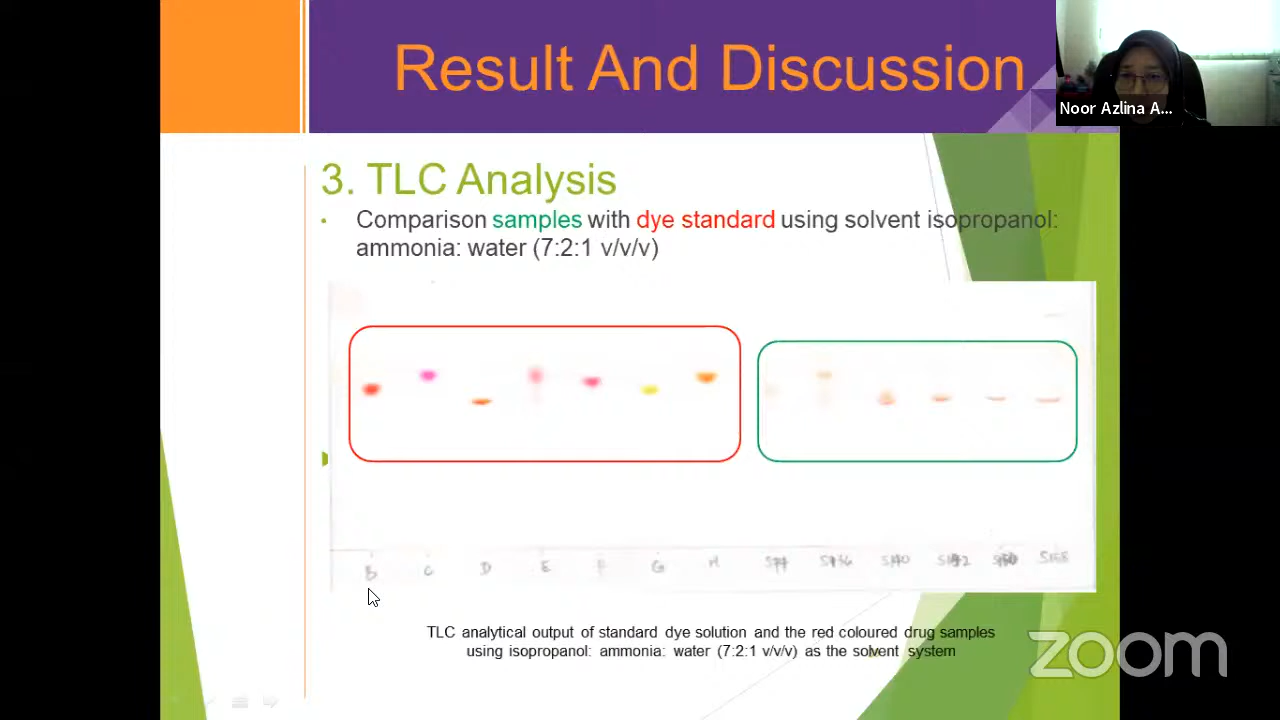 Result And Discussion
Noor Azlina A...
3. TLC Analysis
• Comparison samples with dye standard using solvent isopropanol:
ammonia: water (7:2:1 v/v/v)
B C D E F G H
TLC analytical output of standard dye solution and the red coloured drug samples
using isopropanol: ammonia: water (7:2:1 v/v/v) as the solvent system
zoom